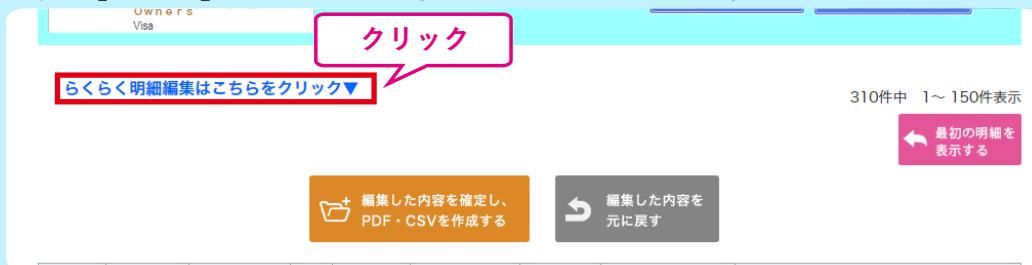 Owners
Visa
クリック
らくらく明細編集はこちらをクリック▼
310件中 1～ 150件表示
最初の明細を
表示する
編集した内容を確定し、
PDF・CSVを作成する
編集した内容を
元に戻す